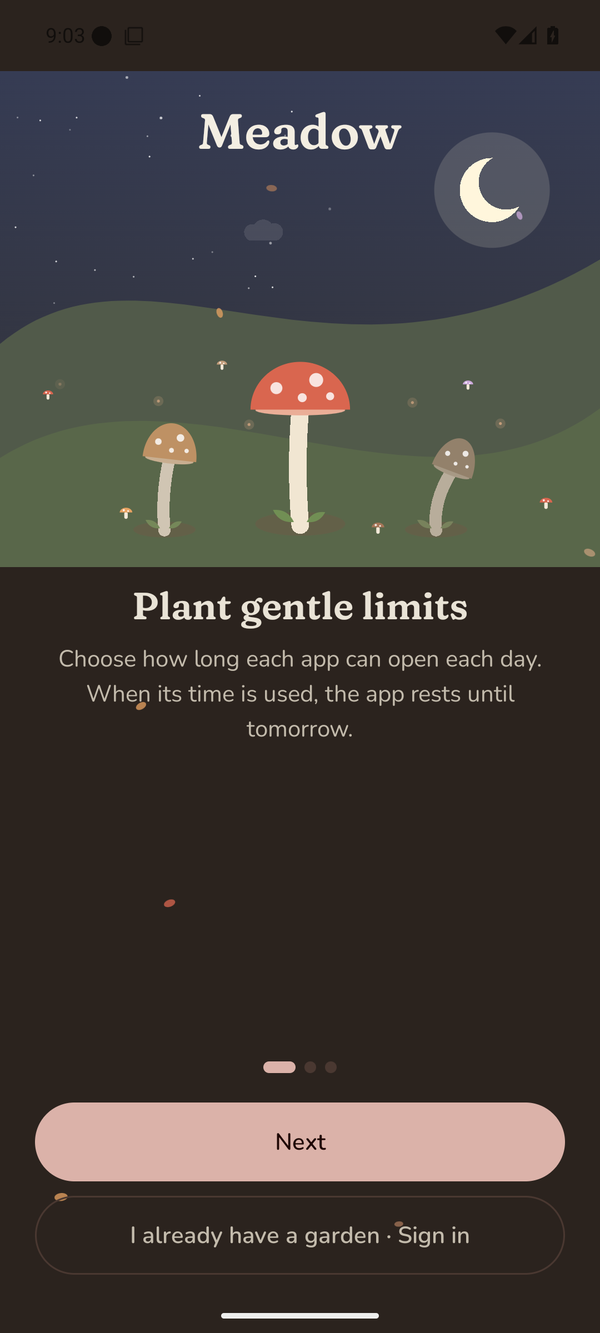 9:03
Meadow
Plant gentle limits
Choose how long each app can open each day.
When its time is used, the app rests until
tomorrow.
Next
I already have a garden · Sign in